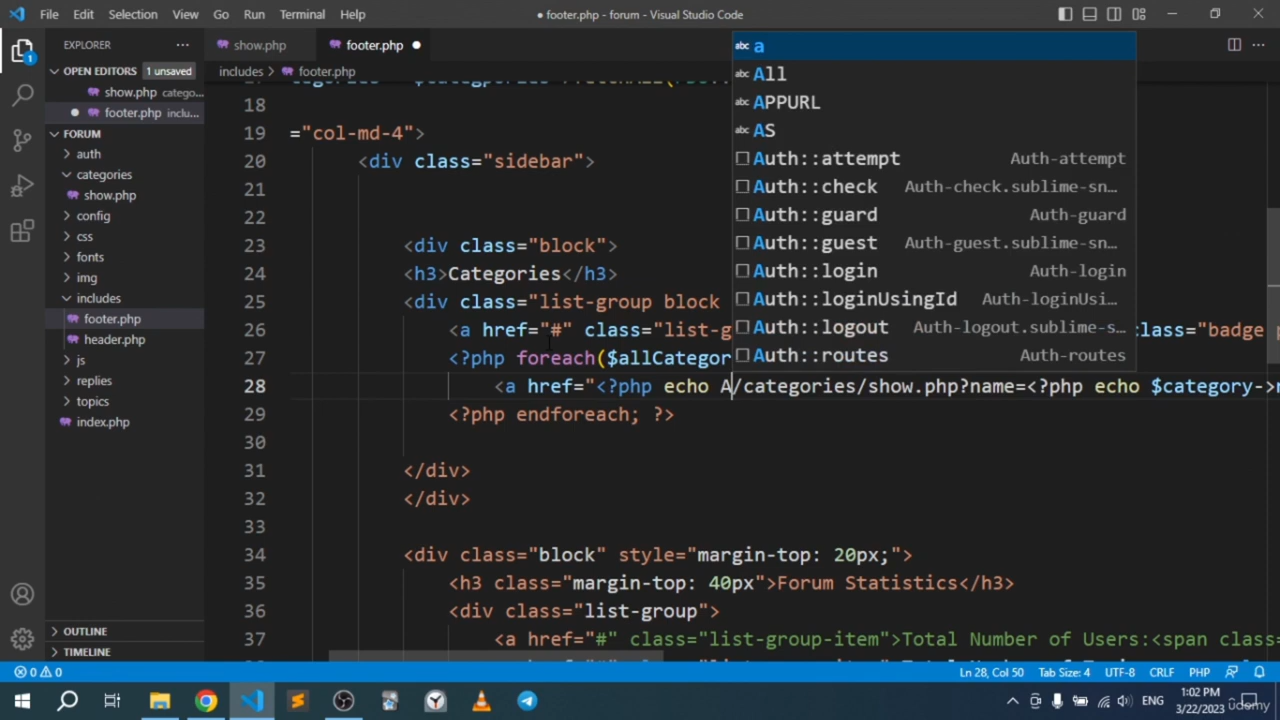 File Edit Selection View Go Run Terminal Help
● footer.php - forum - Visual Studio Code
EXPLORER
show.php footer.php
OPEN EDITORS 1 unsaved
includes > footer.php
show.php catego...
footer.php inclu...
FORUM
auth
categories
show.php
config
css
fonts
img
includes
footer.php
header.php
js
replies
topics
index.php
OUTLINE
TIMELINE
18
19 ="col-md-4">
20 <div class="sidebar">
21
22
23 <div class="block">
24 <h3>Categories</h3>
25 <div class="list-group block
26 <a href="#" class="list-g class="badge p
27 <?php foreach($allCategor
28 <a href="<?php echo A/categories/show.php?name=<?php echo $category->n
29 <?php endforeach; ?>
30
31 </div>
32 </div>
33
34 <div class="block" style="margin-top: 20px;">
35 <h3 class="margin-top: 40px">Forum Statistics</h3>
36 <div class="list-group">
37 <a href="#" class="list-group-item">Total Number of Users:<span class=
abc a
abc All
abc APPURL
abc AS
Auth::attempt Auth-attempt
Auth::check Auth-check.sublime-sn...
Auth::guard Auth-guard
Auth::guest Auth-guest.sublime-sn...
Auth::login Auth-login
Auth::loginUsingId Auth-loginUsi...
Auth::logout Auth-logout.sublime-s...
Auth::routes Auth-routes
0 0 Ln 28, Col 50 Tab Size: 4 UTF-8 CRLF PHP
ENG 1:02 PM
3/22/2023
udemy